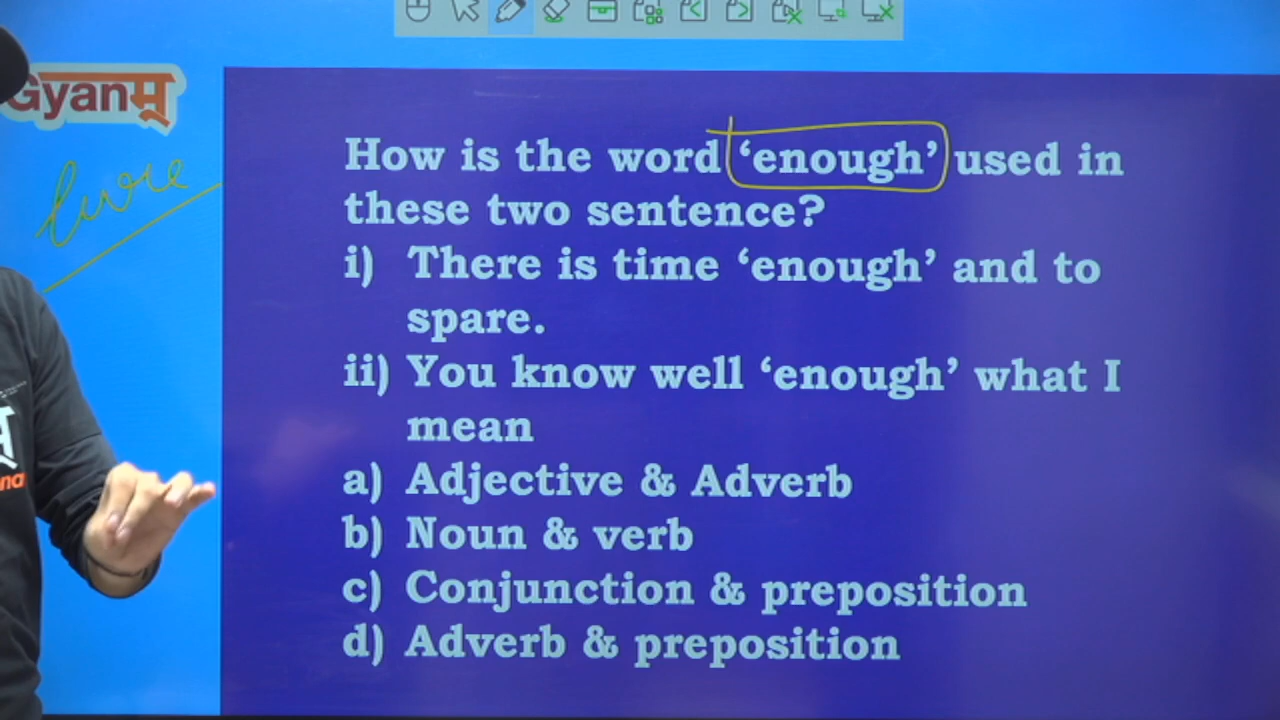 Gyanम्
How is the word ‘enough’ used in
these two sentence?
i) There is time ‘enough’ and to
spare.
ii) You know well ‘enough’ what I
mean
a) Adjective & Adverb
b) Noun & verb
c) Conjunction & preposition
d) Adverb & preposition